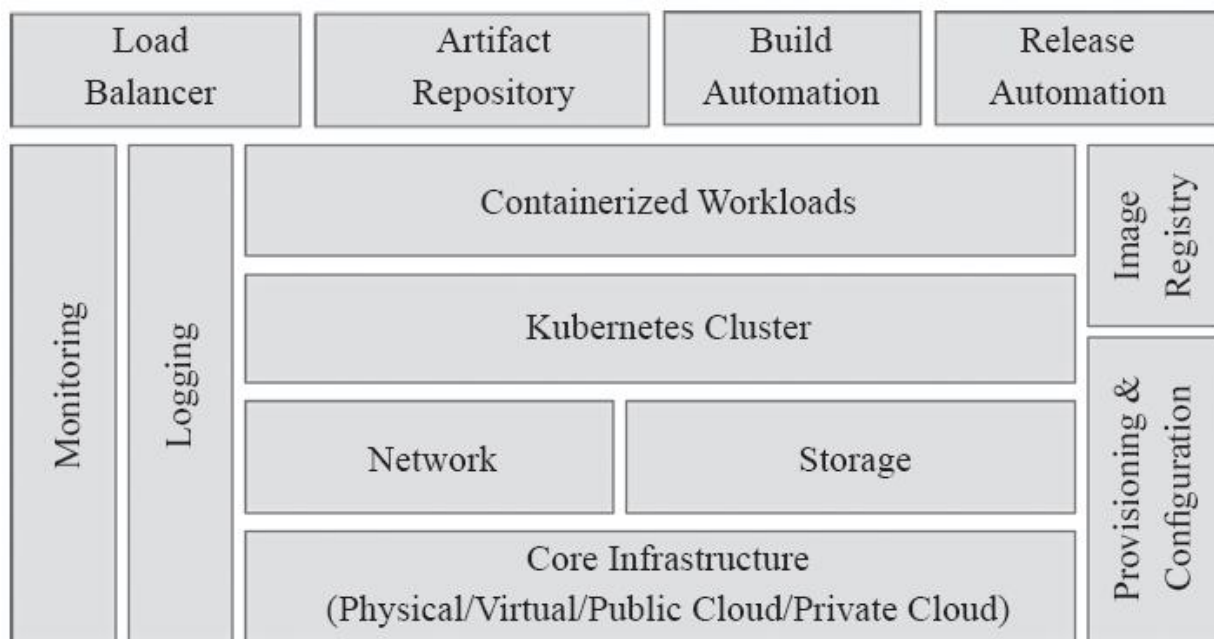 Load
Balancer
Artifact
Repository
Build
Automation
Release
Automation
Monitoring
Logging
Containerized Workloads
Kubernetes Cluster
Network
Storage
Core Infrastructure
(Physical/Virtual/Public Cloud/Private Cloud)
Image
Registry
Provisioning &
Configuration